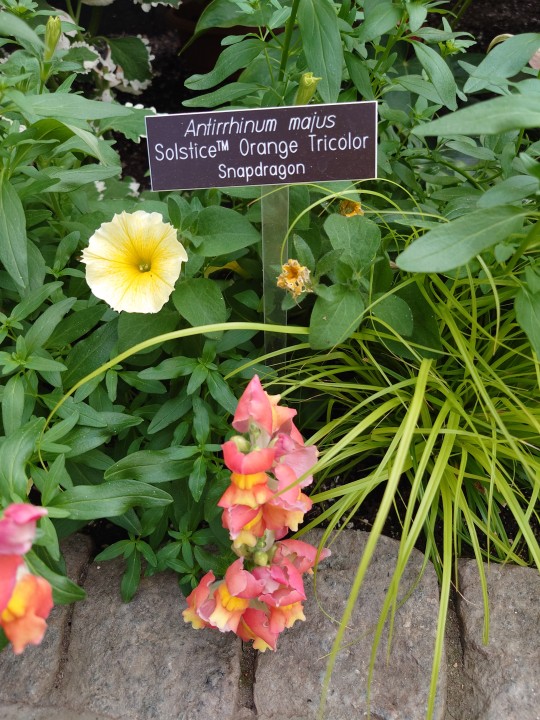 Antirrhinum majus
Solstice™ Orange Tricolor
Snapdragon